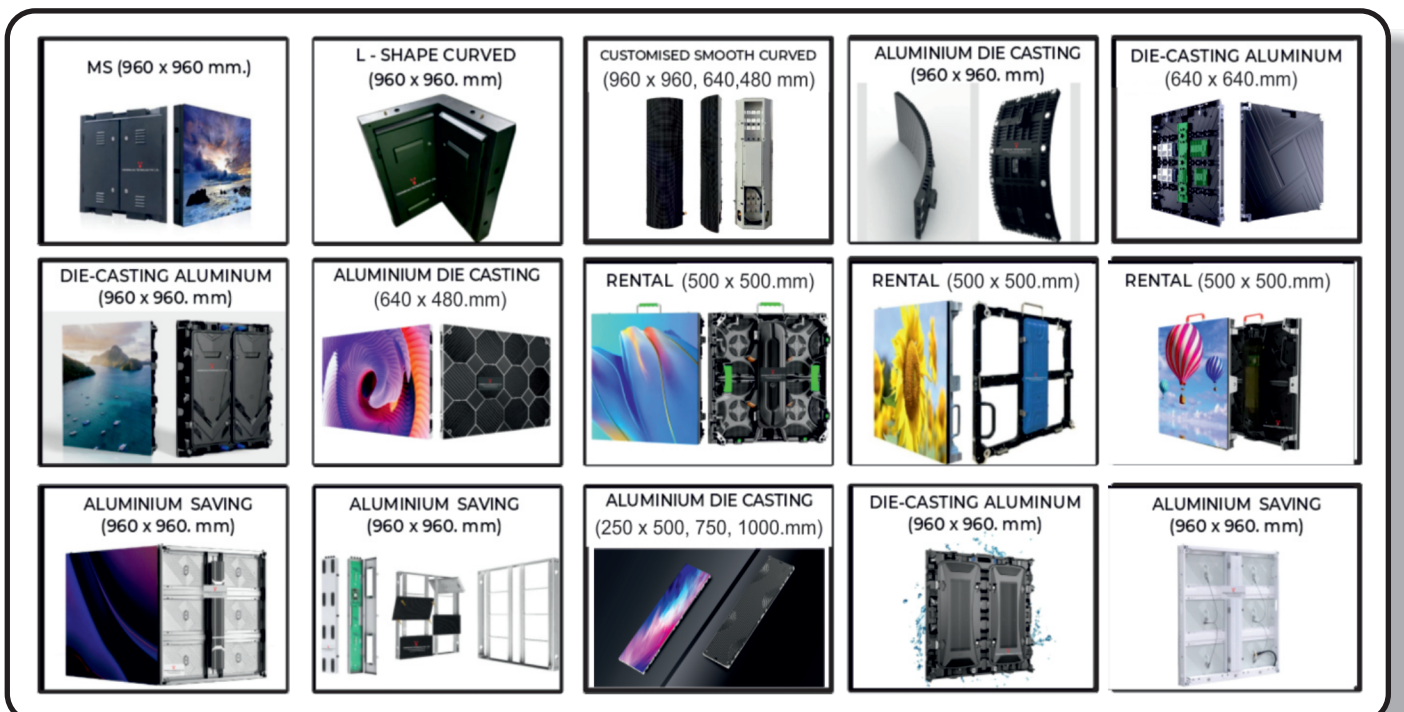 MS (960 x 960 mm.)
L - SHAPE CURVED
(960 x 960. mm)
CUSTOMISED SMOOTH CURVED
(960 x 960, 640,480 mm)
ALUMINIUM DIE CASTING
(960 x 960. mm)
DIE-CASTING ALUMINUM
(640 x 640.mm)
DIE-CASTING ALUMINUM
(960 x 960. mm)
ALUMINIUM DIE CASTING
(640 x 480.mm)
RENTAL (500 x 500.mm)
RENTAL (500 x 500.mm)
RENTAL (500 x 500.mm)
ALUMINIUM SAVING
(960 x 960. mm)
ALUMINIUM SAVING
(960 x 960. mm)
ALUMINIUM DIE CASTING
(250 x 500, 750, 1000.mm)
DIE-CASTING ALUMINUM
(960 x 960. mm)
ALUMINIUM SAVING
(960 x 960. mm)